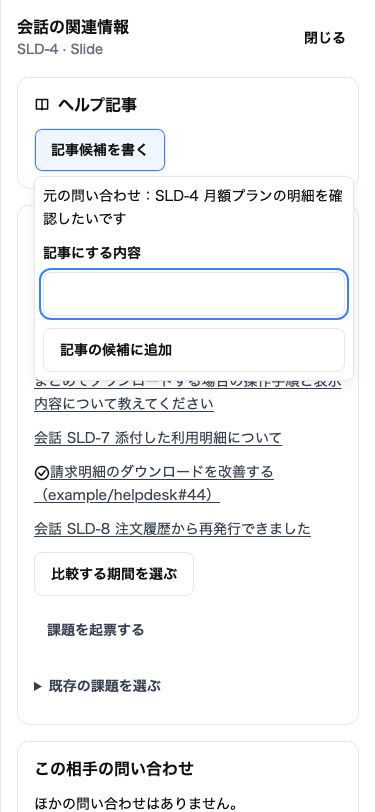 会話の関連情報
SLD-4 · Slide
閉じる
ヘルプ記事
記事候補を書く
元の問い合わせ：SLD-4 月額プランの明細を確
認したいです
記事にする内容
記事の候補に追加
まとめてダウンロードする場合の操作手順と表示
内容について教えてください
会話 SLD-7 添付した利用明細について
請求明細のダウンロードを改善する
（example/helpdesk#44）
会話 SLD-8 注文履歴から再発行できました
比較する期間を選ぶ
課題を起票する
既存の課題を選ぶ
この相手の問い合わせ
ほかの問い合わせはありません。